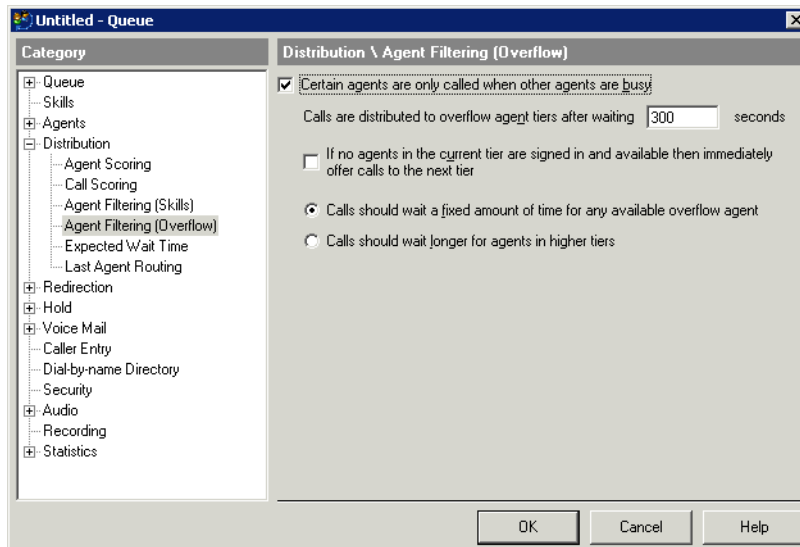 Untitled - Queue
Category
Queue
Skills
Agents
Distribution
Agent Scoring
Call Scoring
Agent Filtering (Skills)
Agent Filtering (Overflow)
Expected Wait Time
Last Agent Routing
Redirection
Hold
Voice Mail
Caller Entry
Dial-by-name Directory
Security
Audio
Recording
Statistics
Distribution \ Agent Filtering (Overflow)
Certain agents are only called when other agents are busy
Calls are distributed to overflow agent tiers after waiting 300 seconds
If no agents in the current tier are signed in and available then immediately
offer calls to the next tier
Calls should wait a fixed amount of time for any available overflow agent
Calls should wait longer for agents in higher tiers
OK Cancel Help